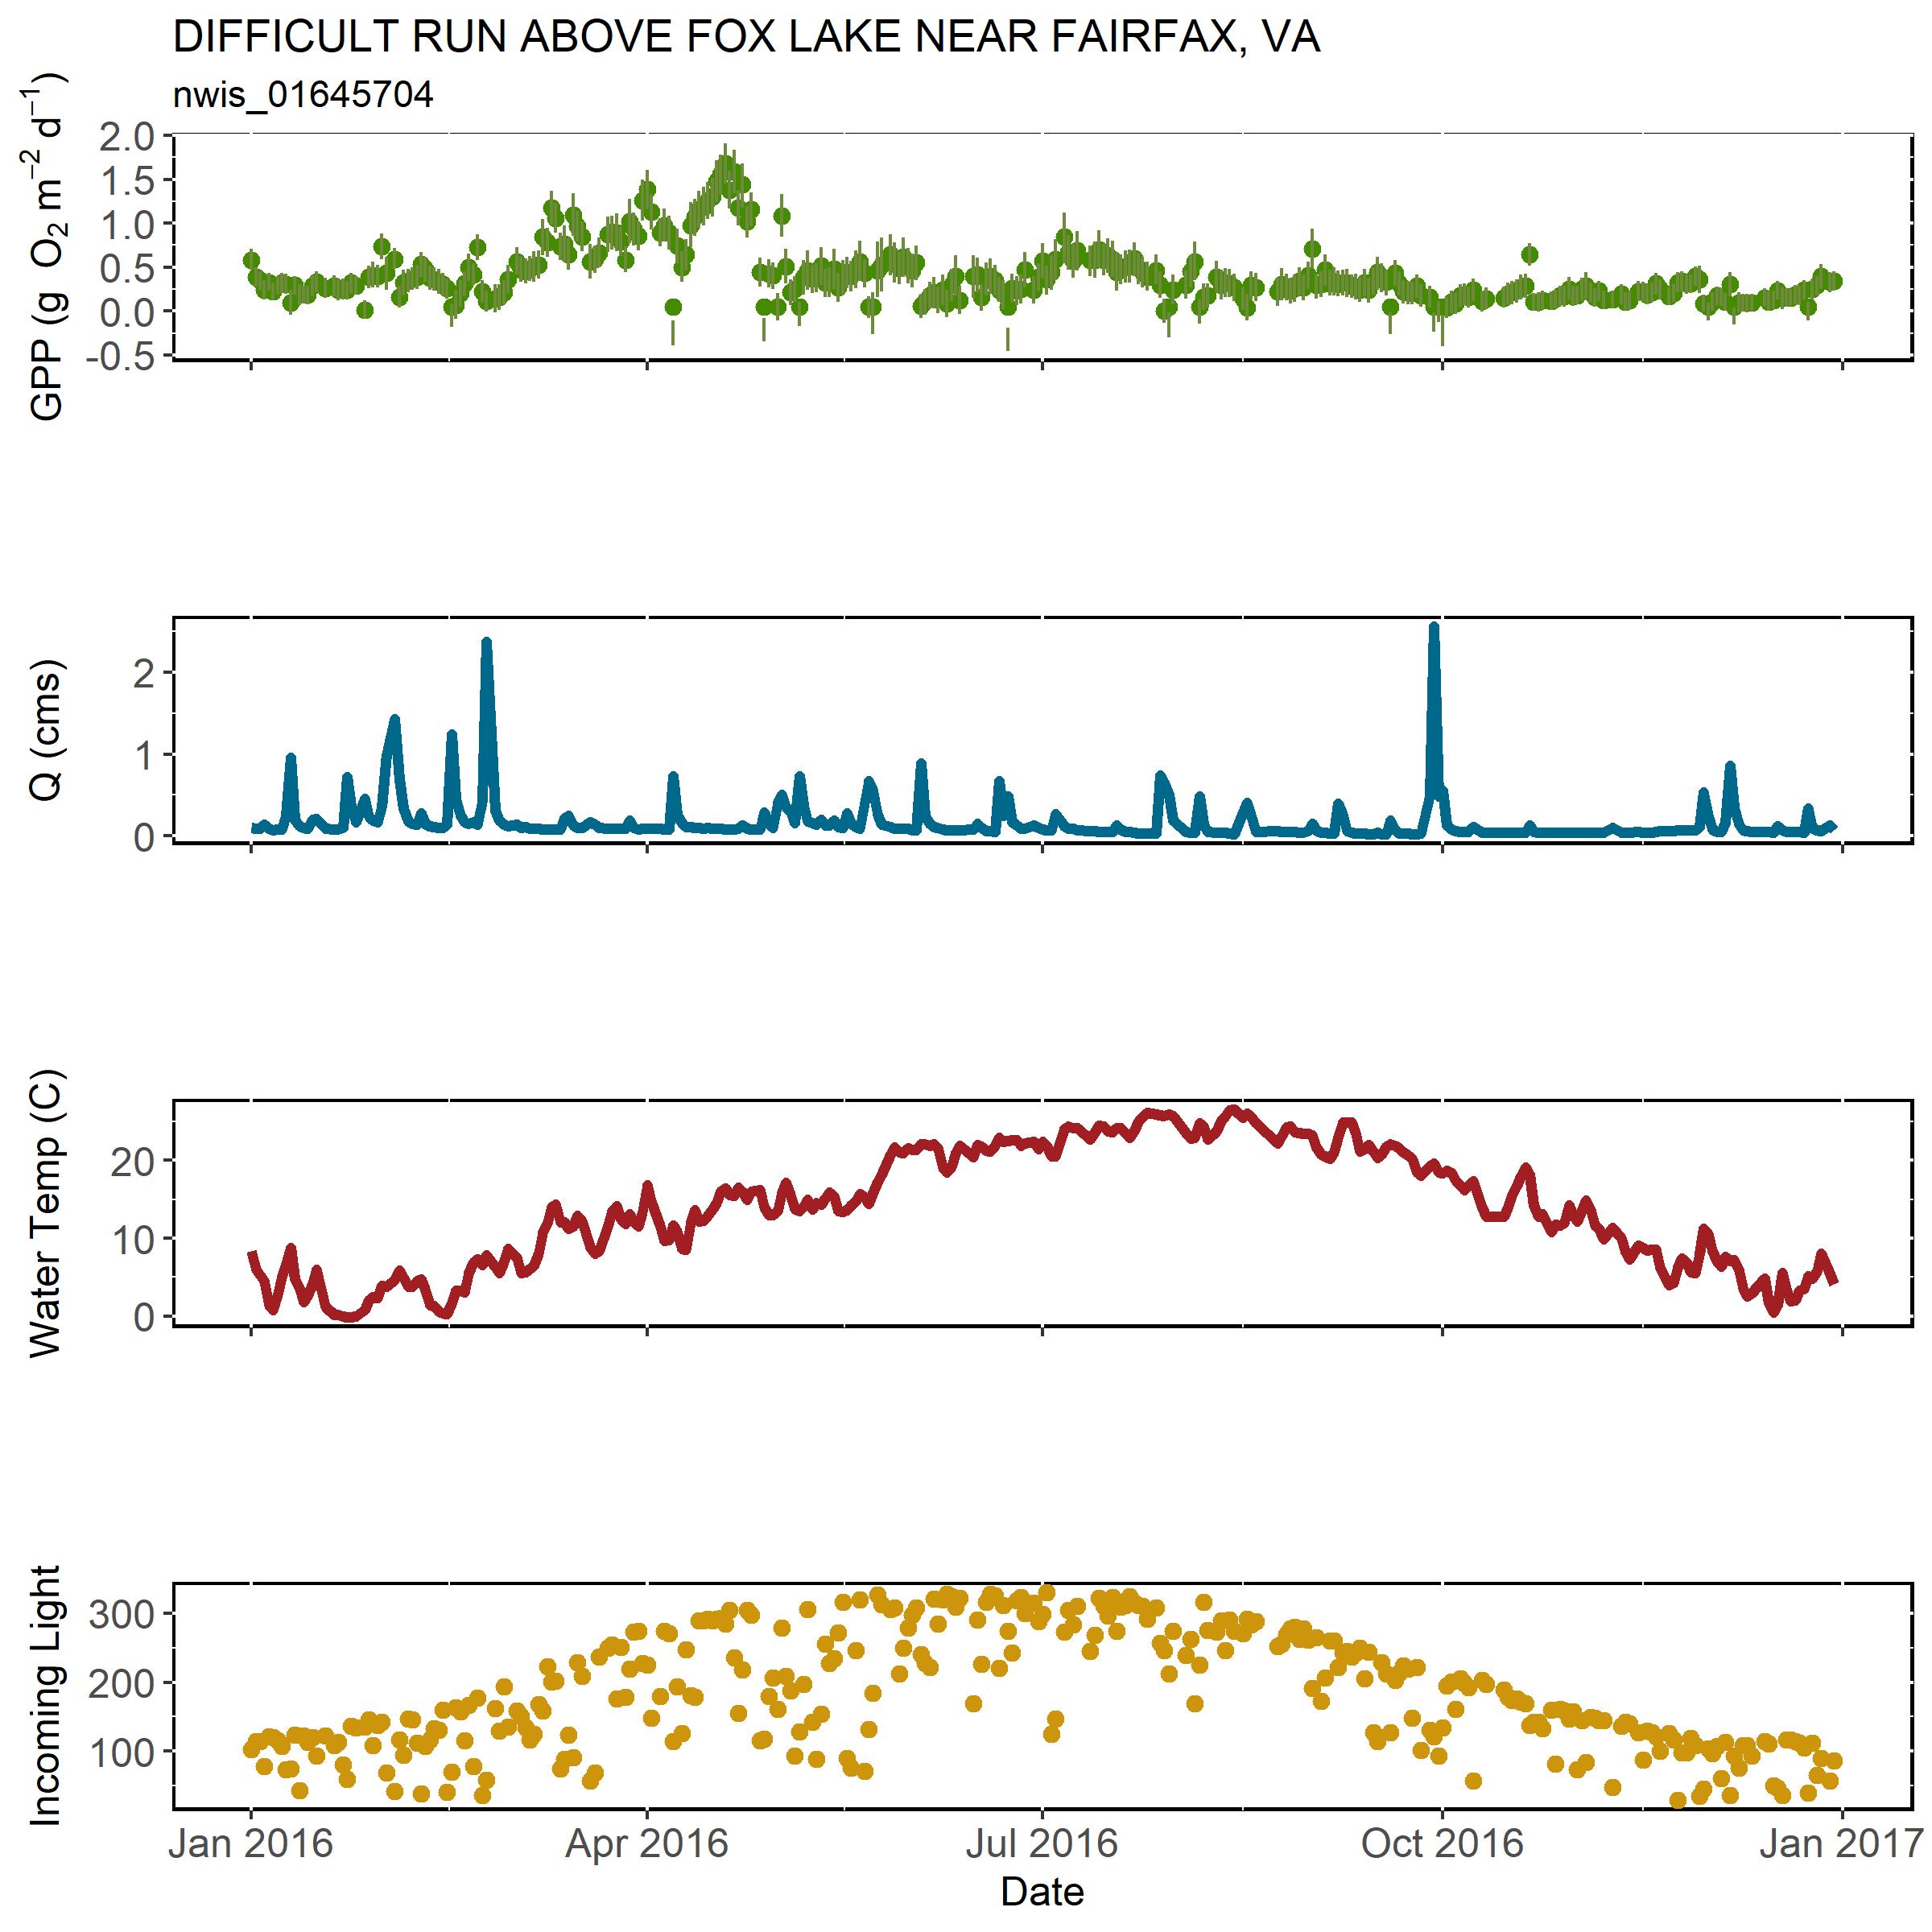 DIFFICULT RUN ABOVE FOX LAKE NEAR FAIRFAX, VA
nwis_01645704
GPP (g O₂ m⁻² d⁻¹)
2.0
1.5
1.0
0.5
0.0
-0.5
Q (cms)
2
1
0
Water Temp (C)
20
10
0
Incoming Light
300
200
100
Jan 2016 Apr 2016 Jul 2016 Oct 2016 Jan 2017
Date